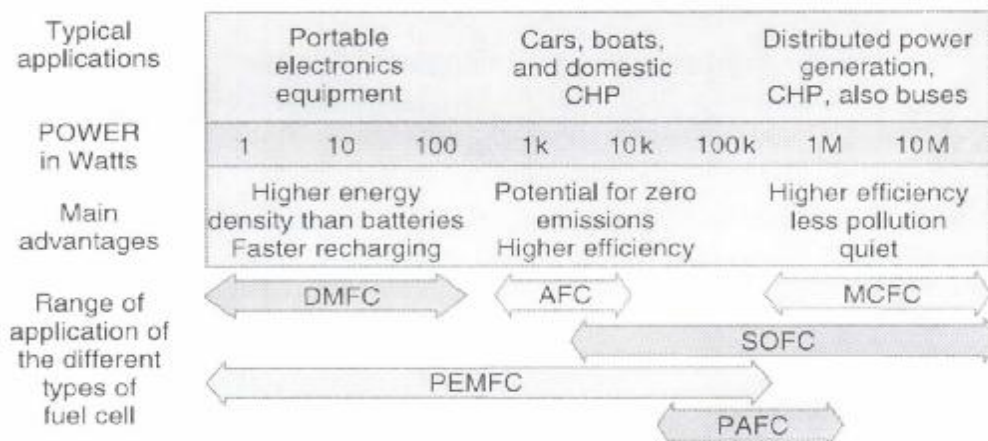 Typical
applications
Portable
electronics
equipment
Cars, boats,
and domestic
CHP
Distributed power
generation,
CHP, also buses
POWER
in Watts
1 10 100 1k 10k 100k 1M 10M
Main
advantages
Higher energy
density than batteries
Faster recharging
Potential for zero
emissions
Higher efficiency
Higher efficiency
less pollution
quiet
Range of
application of
the different
types of
fuel cell
DMFC AFC MCFC
SOFC
PEMFC
PAFC